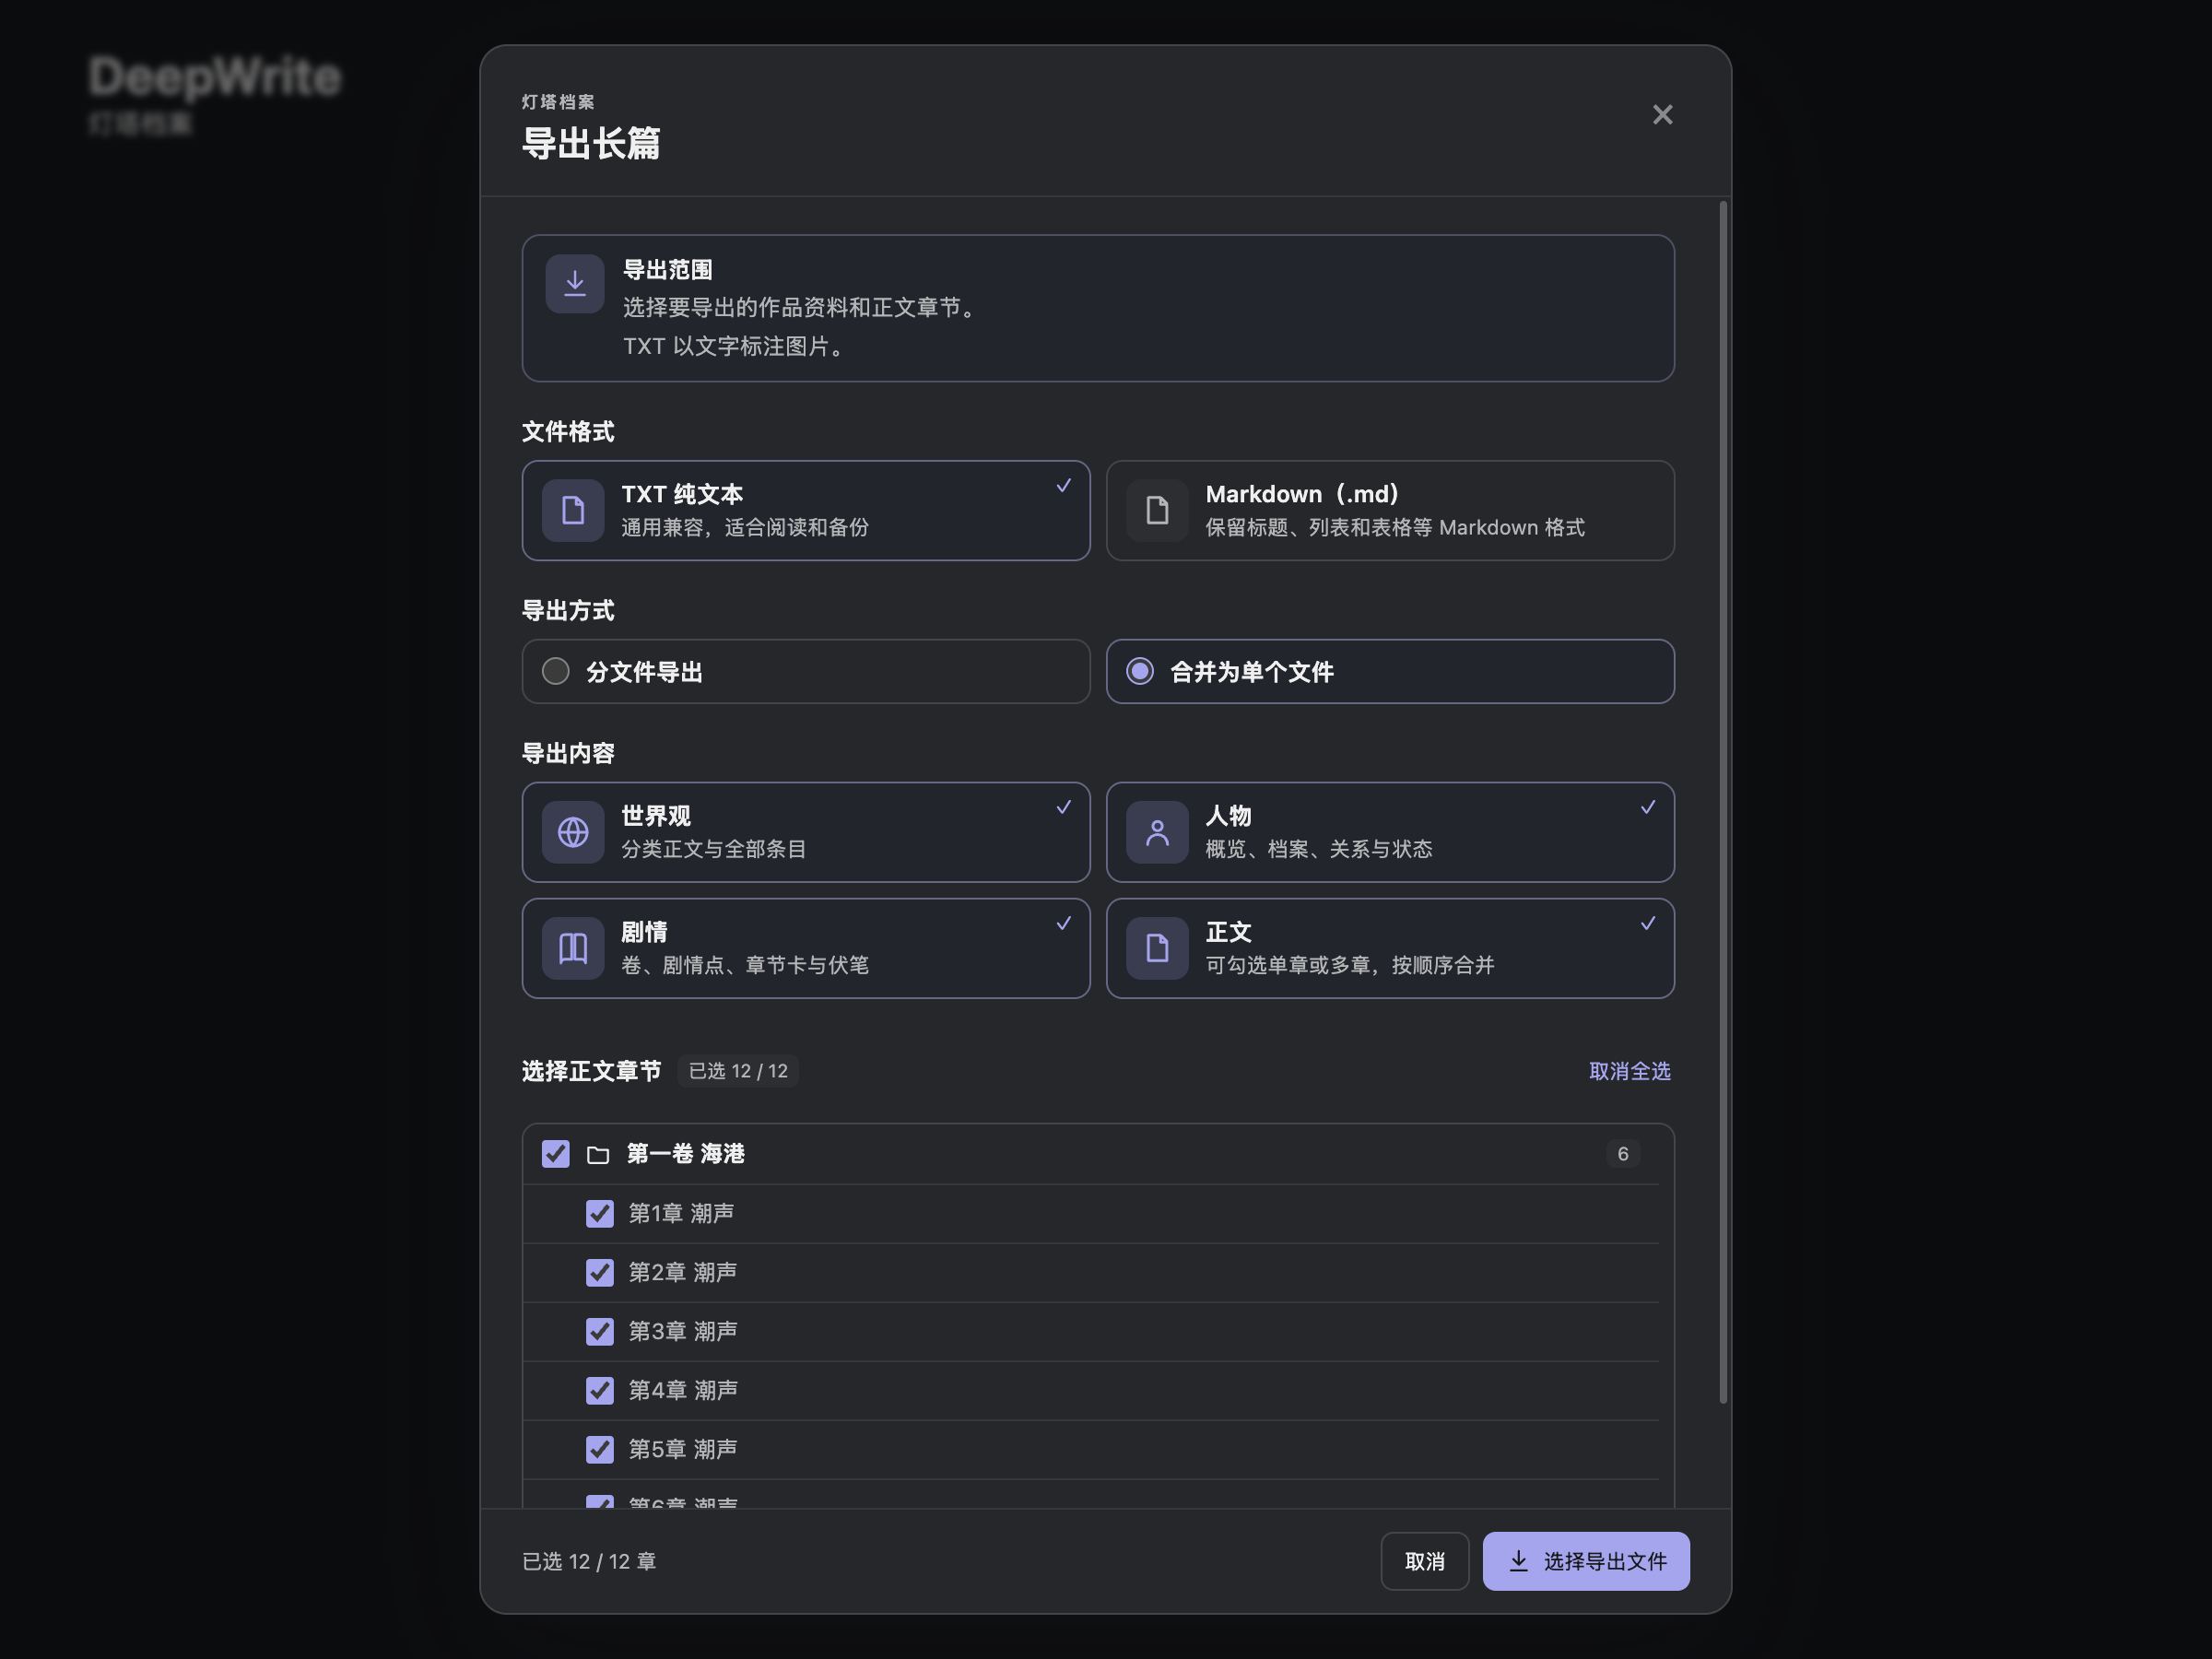 DeepWrite
灯塔档案
灯塔档案
导出长篇
导出范围
选择要导出的作品资料和正文章节。
TXT 以文字标注图片。
文件格式
TXT 纯文本
通用兼容，适合阅读和备份
Markdown（.md）
保留标题、列表和表格等 Markdown 格式
导出方式
分文件导出
合并为单个文件
导出内容
世界观
分类正文与全部条目
人物
概览、档案、关系与状态
剧情
卷、剧情点、章节卡与伏笔
正文
可勾选单章或多章，按顺序合并
选择正文章节
已选 12 / 12
取消全选
第一卷 海港
6
第1章 潮声
第2章 潮声
第3章 潮声
第4章 潮声
第5章 潮声
第6章 潮声
已选 12 / 12 章
取消
选择导出文件